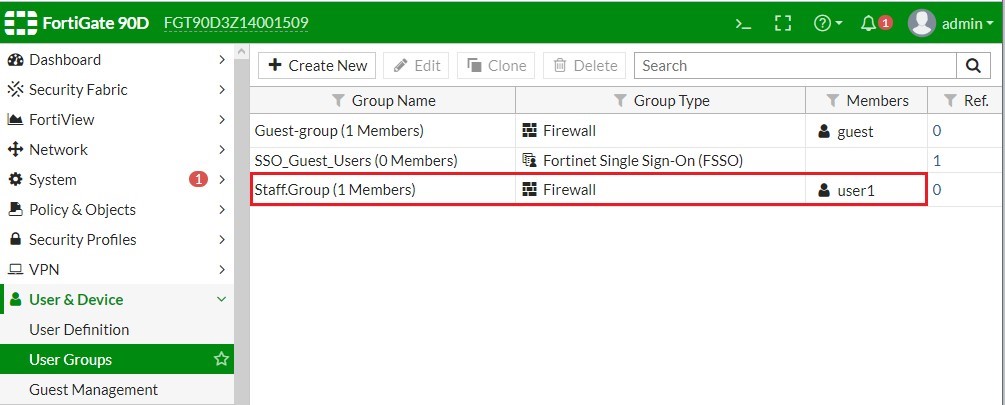 FortiGate 90D FGT90D3Z14001509 >_ 1 admin
Dashboard
Security Fabric
FortiView
Network
System 1
Policy & Objects
Security Profiles
VPN
User & Device
User Definition
User Groups
Guest Management
Create New Edit Clone Delete Search
Group Name Group Type Members Ref.
Guest-group (1 Members) Firewall guest 0
SSO_Guest_Users (0 Members) Fortinet Single Sign-On (FSSO) 1
Staff.Group (1 Members) Firewall user1 0